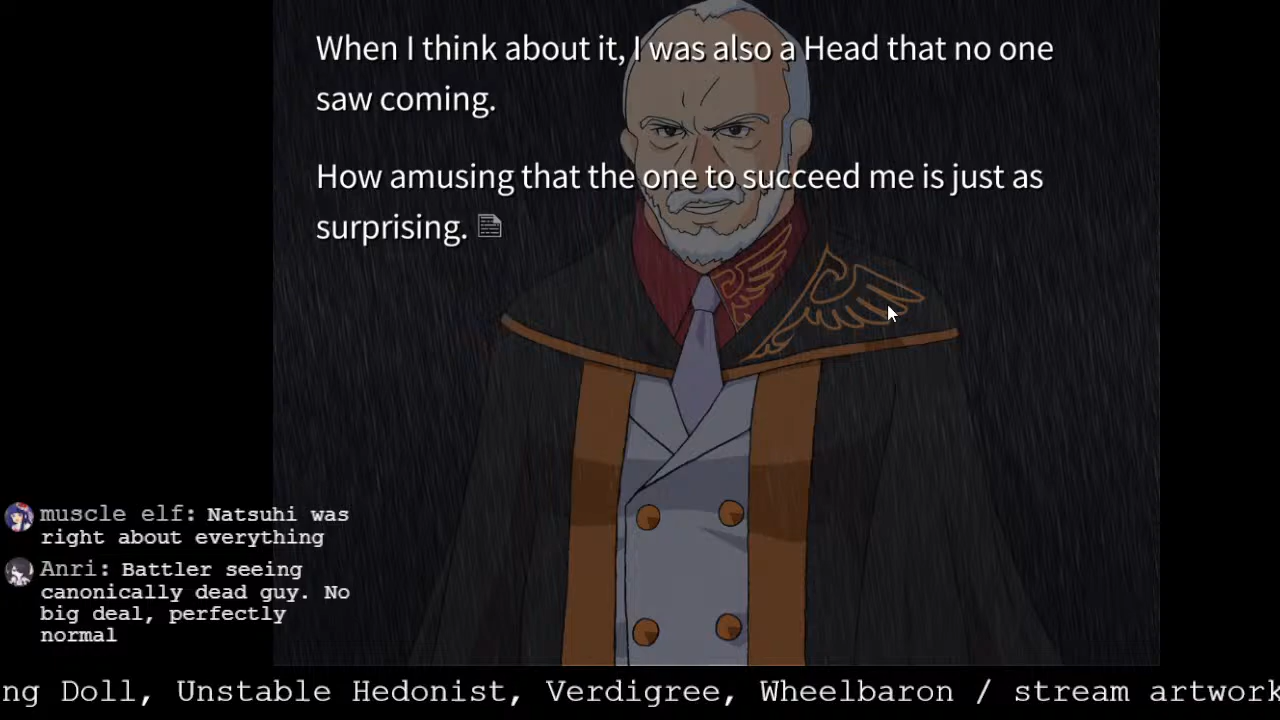 When I think about it, I was also a Head that no one
saw coming.
How amusing that the one to succeed me is just as
surprising.
muscle elf: Natsuhi was
right about everything
Anri: Battler seeing
canonically dead guy. No
big deal, perfectly
normal
ng Doll, Unstable Hedonist, Verdigree, Wheelbaron / stream artwork